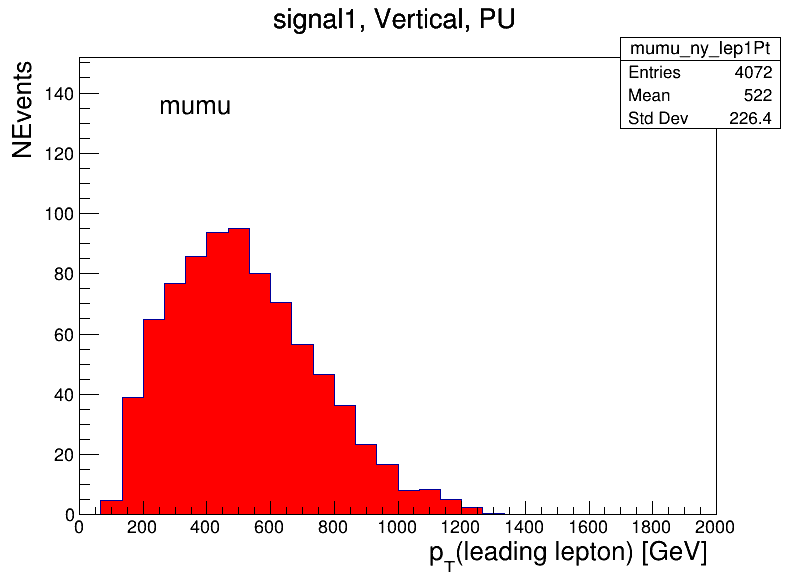 signal1, Vertical, PU
mumu_ny_lep1Pt
Entries 4072
Mean 522
Std Dev 226.4
NEvents
mumu
140
120
100
80
60
40
20
0
0 200 400 600 800 1000 1200 1400 1600 1800 2000
pT(leading lepton) [GeV]